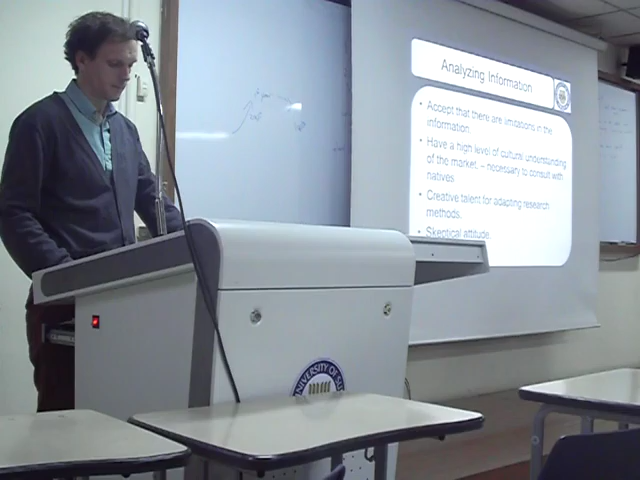 Analyzing Information
• Accept that there are limitations in the
information.
• Have a high level of cultural understanding
of the market – necessary to consult with
natives
• Creative talent for adapting research
methods.
• Skeptical attitude.
UNIVERSITY OF